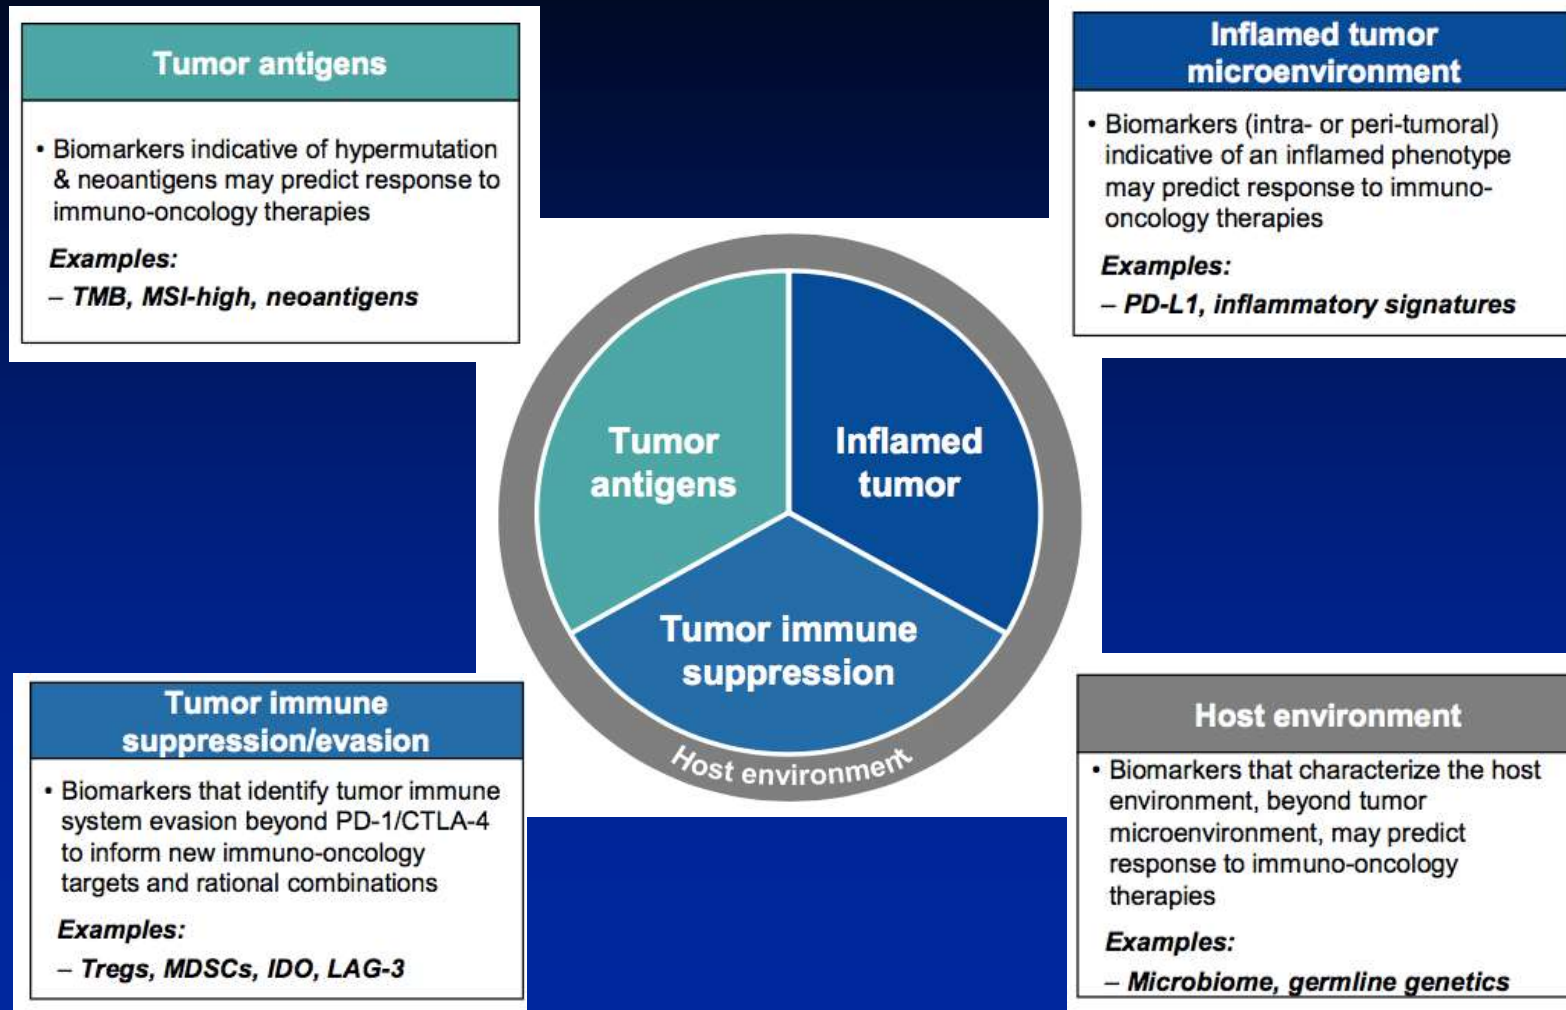 Tumor antigens
• Biomarkers indicative of hypermutation
& neoantigens may predict response to
immuno-oncology therapies
Examples:
– TMB, MSI-high, neoantigens
Inflamed tumor
microenvironment
• Biomarkers (intra- or peri-tumoral)
indicative of an inflamed phenotype
may predict response to immuno-
oncology therapies
Examples:
– PD-L1, inflammatory signatures
Tumor
antigens
Inflamed
tumor
Tumor immune
suppression
Host environment
Tumor immune
suppression/evasion
• Biomarkers that identify tumor immune
system evasion beyond PD-1/CTLA-4
to inform new immuno-oncology
targets and rational combinations
Examples:
– Tregs, MDSCs, IDO, LAG-3
Host environment
• Biomarkers that characterize the host
environment, beyond tumor
microenvironment, may predict
response to immuno-oncology
therapies
Examples:
– Microbiome, germline genetics